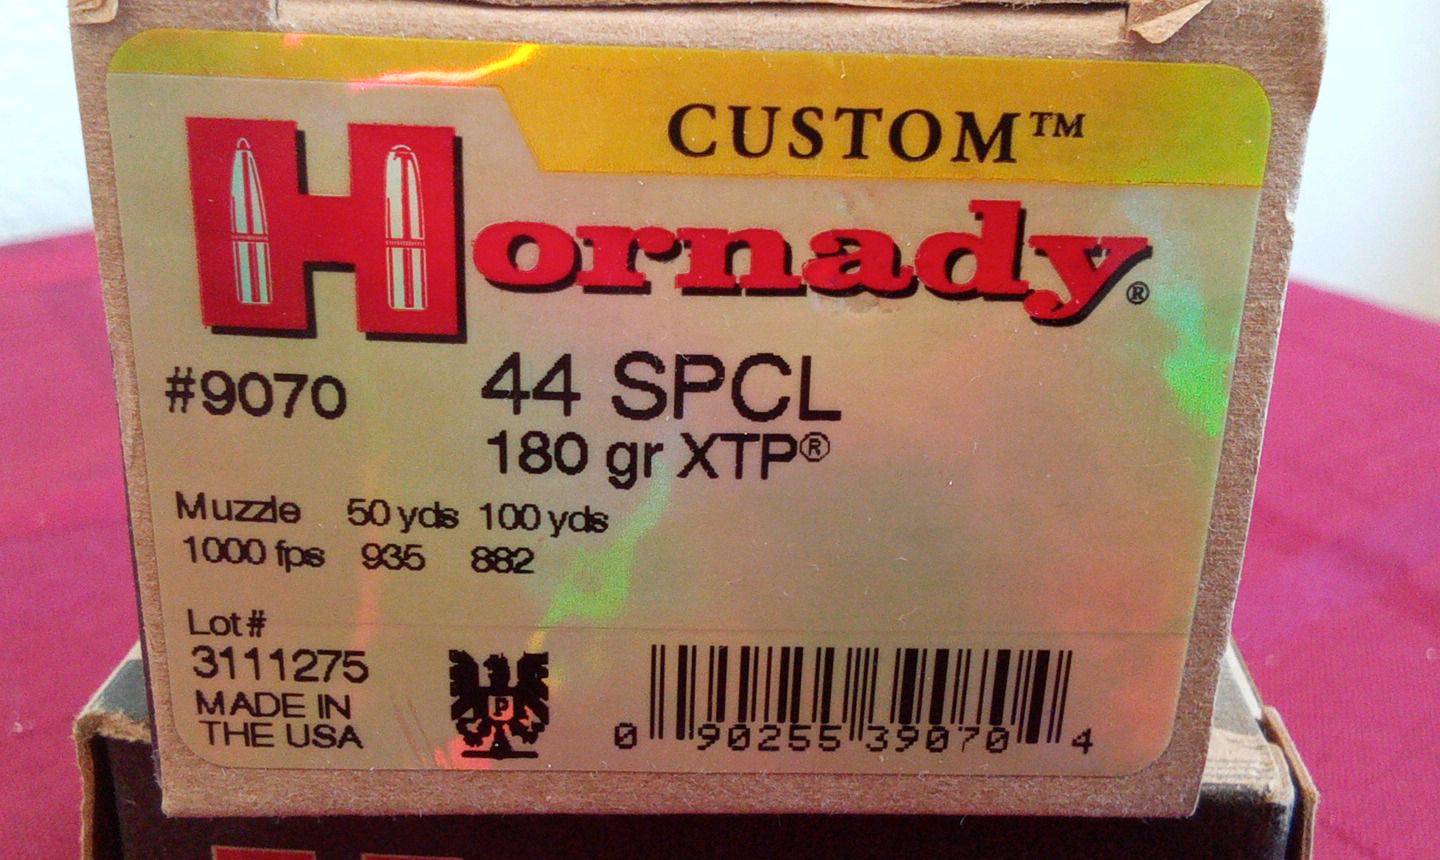 CUSTOM™
Hornady®
#9070
44 SPCL
180 gr XTP®
Muzzle 50 yds 100 yds
1000 fps 935 882
Lot#
3111275
MADE IN
THE USA
P
0 90255 39070 4